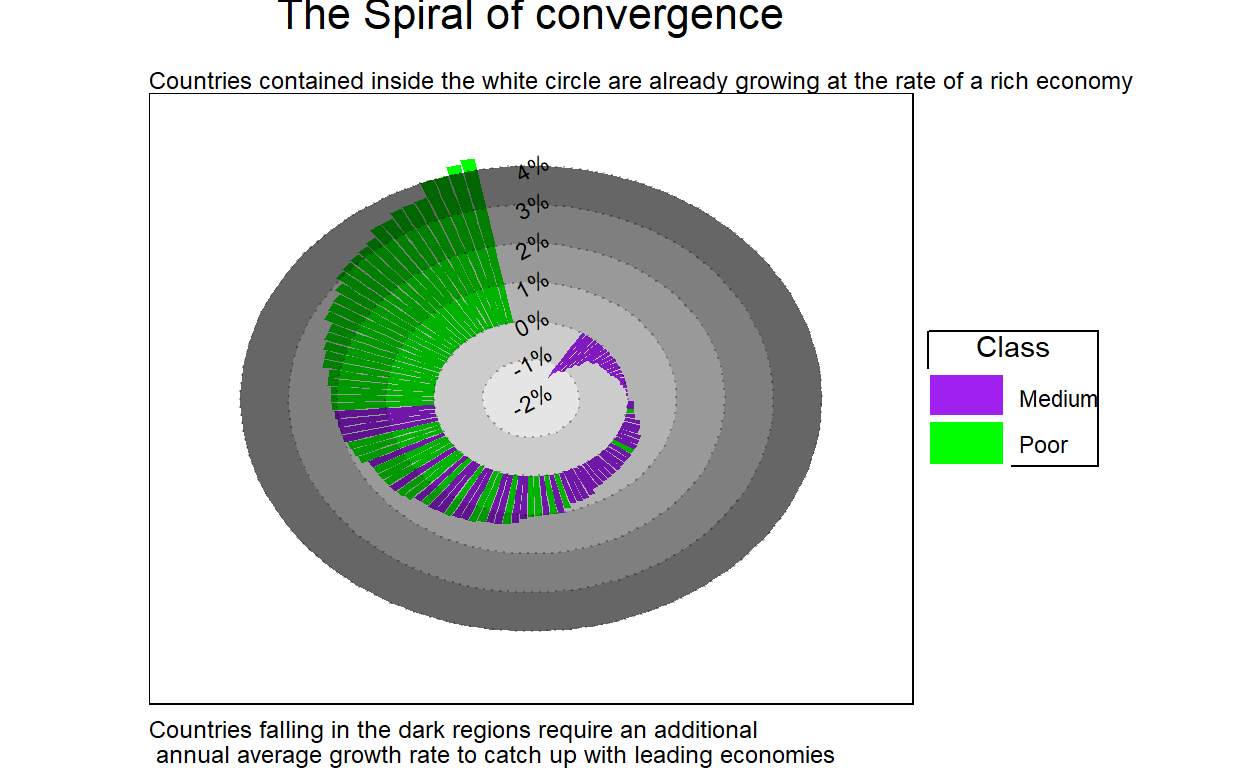 The Spiral of convergence
Countries contained inside the white circle are already growing at the rate of a rich economy
4%
3%
2%
1%
0%
-1%
-2%
Class
Medium
Poor
Countries falling in the dark regions require an additional
annual average growth rate to catch up with leading economies